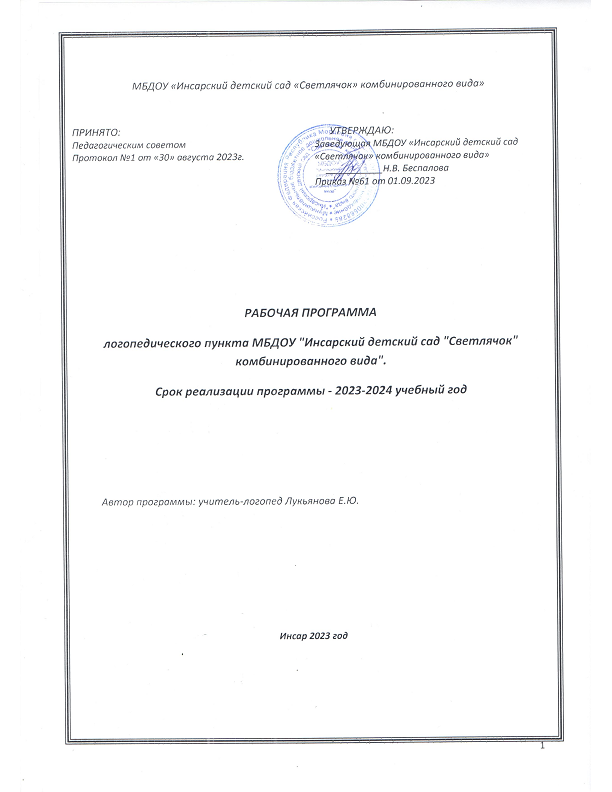 МБДОУ «Инсарский детский сад «Светлячок» комбинированного вида»
ПРИНЯТО:
Педагогическим советом
Протокол №1 от «30» августа 2023г.
УТВЕРЖДАЮ:
Заведующая МБДОУ «Инсарский детский сад
«Светлячок» комбинированного вида»
Н.В. Беспалова
Приказ №61 от 01.09.2023
РАБОЧАЯ ПРОГРАММА
логопедического пункта МБДОУ "Инсарский детский сад "Светлячок"
комбинированного вида".
Срок реализации программы - 2023-2024 учебный год
Автор программы: учитель-логопед Лукьянова Е.Ю.
Инсар 2023 год
1